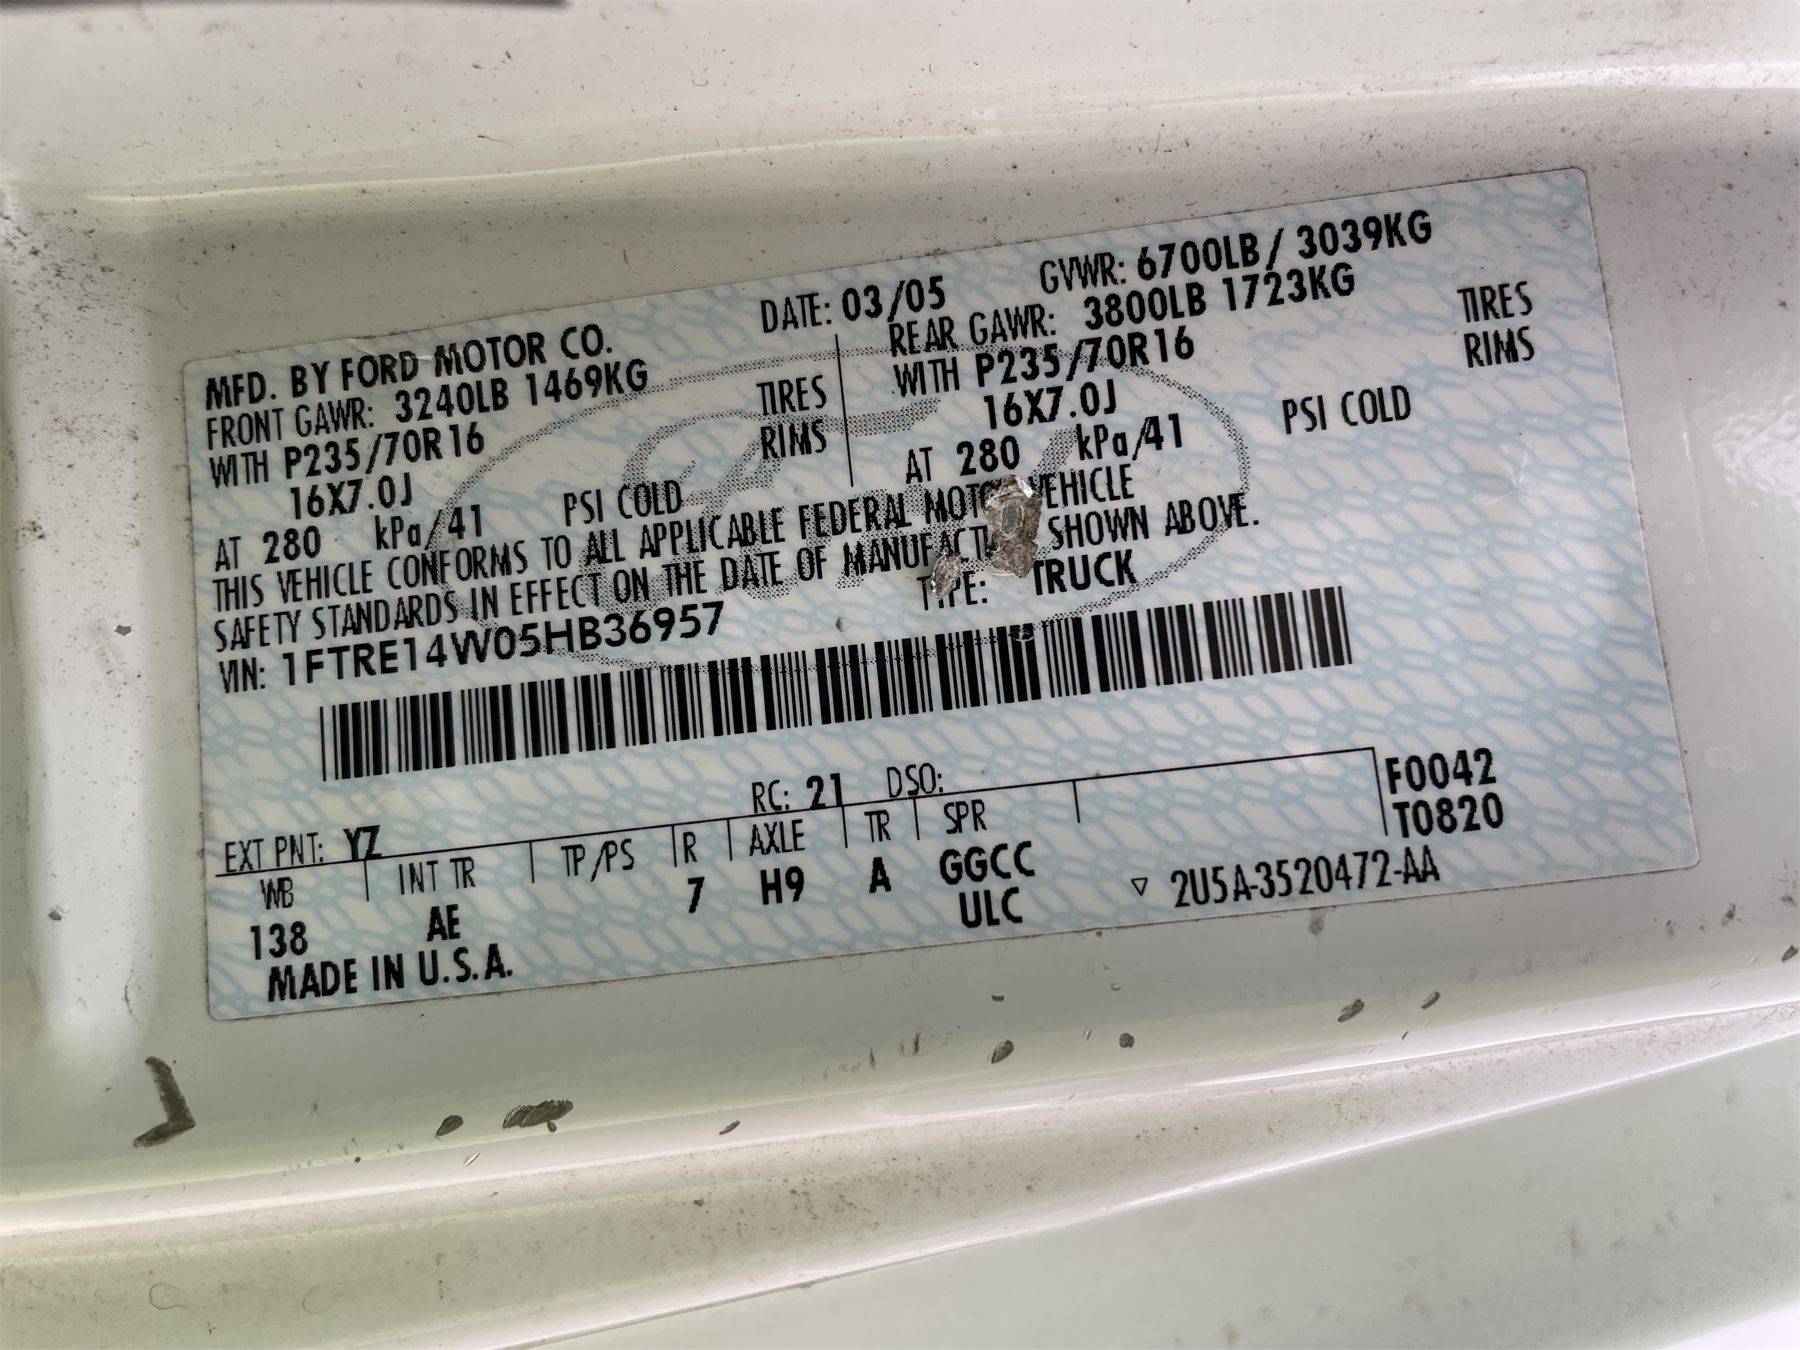 MFD. BY FORD MOTOR CO. DATE: 03/05 GVWR: 6700LB/ 3039KG
FRONT GAWR: 3240LB 1469KG REAR GAWR: 3800LB 1723KG
WITH P235/70R16 TIRES WITH P235/70R16 TIRES
16X7.0J RIMS 16X7.0J RIMS
AT 280 kPa/41 PSI COLD AT 280 kPa/41 PSI COLD
THIS VEHICLE CONFORMS TO ALL APPLICABLE FEDERAL MOTOR VEHICLE
SAFETY STANDARDS IN EFFECT ON THE DATE OF MANUFACTURE SHOWN ABOVE.
VIN: 1FTRE14W05HB36957 TYPE: TRUCK
EXT PNT: YZ RC: 21 DSO: F0042
WB INT TR TP/PS R AXLE TR SPR T0820
138 AE 7 H9 A GGCC
ULC ▽ 2U5A-3520472-AA
MADE IN U.S.A.